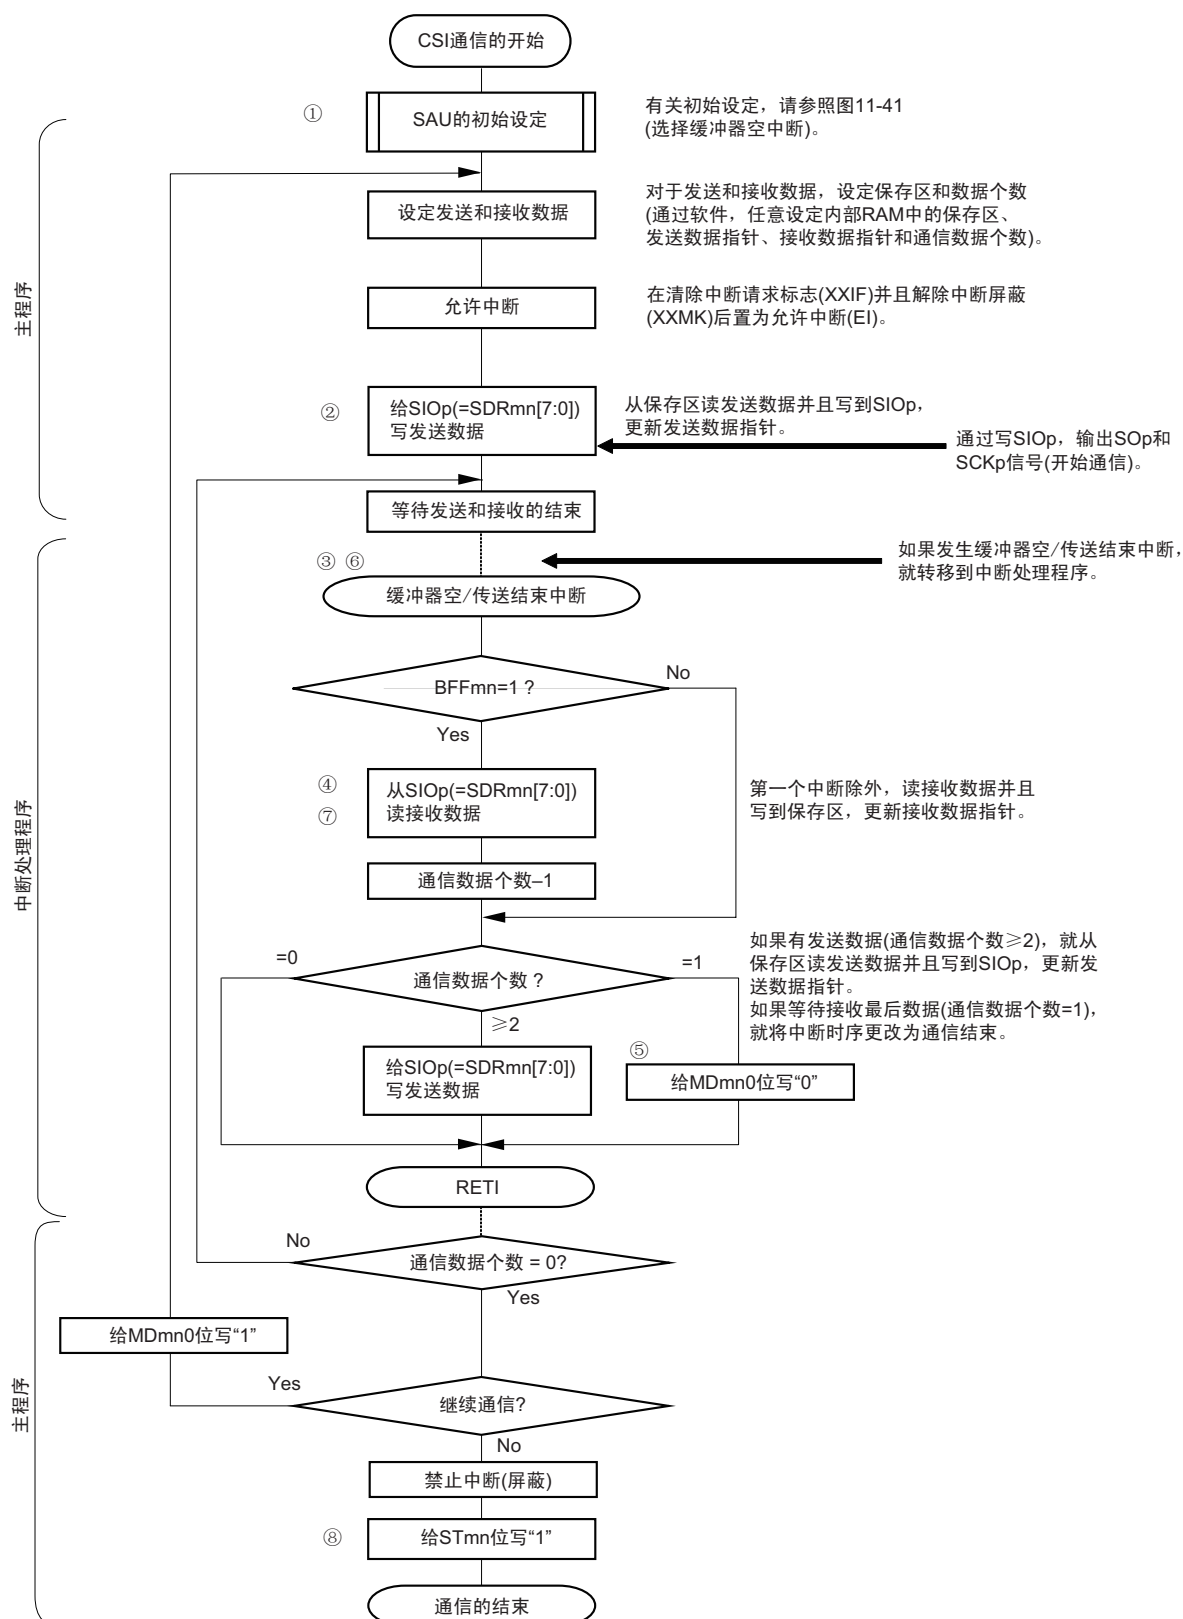 CSI通信的开始
①
SAU的初始设定
有关初始设定，请参照图11-41
(选择缓冲器空中断)。
设定发送和接收数据
对于发送和接收数据，设定保存区和数据个数
(通过软件，任意设定内部RAM中的保存区、
发送数据指针、接收数据指针和通信数据个数)。
主程序
允许中断
在清除中断请求标志(XXIF)并且解除中断屏蔽
(XXMK)后置为允许中断(EI)。
②
给SIOp(=SDRmn[7:0])
写发送数据
从保存区读发送数据并且写到SIOp，
更新发送数据指针。
通过写SIOp，输出SOp和
SCKp信号(开始通信)。
等待发送和接收的结束
③ ⑥
如果发生缓冲器空/传送结束中断，
就转移到中断处理程序。
缓冲器空/传送结束中断
BFFmn=1 ?
No
Yes
④
⑦
从SIOp(=SDRmn[7:0])
读接收数据
第一个中断除外，读接收数据并且
写到保存区，更新接收数据指针。
中断处理程序
通信数据个数–1
=0
通信数据个数 ?
=1
≥2
如果有发送数据(通信数据个数≥2)，就从
保存区读发送数据并且写到SIOp，更新发
送数据指针。
如果等待接收最后数据(通信数据个数=1)，
就将中断时序更改为通信结束。
给SIOp(=SDRmn[7:0])
写发送数据
⑤
给MDmn0位写“0”
RETI
No
通信数据个数 = 0?
Yes
给MDmn0位写“1”
主程序
Yes
继续通信?
No
禁止中断(屏蔽)
⑧
给STmn位写“1”
通信的结束